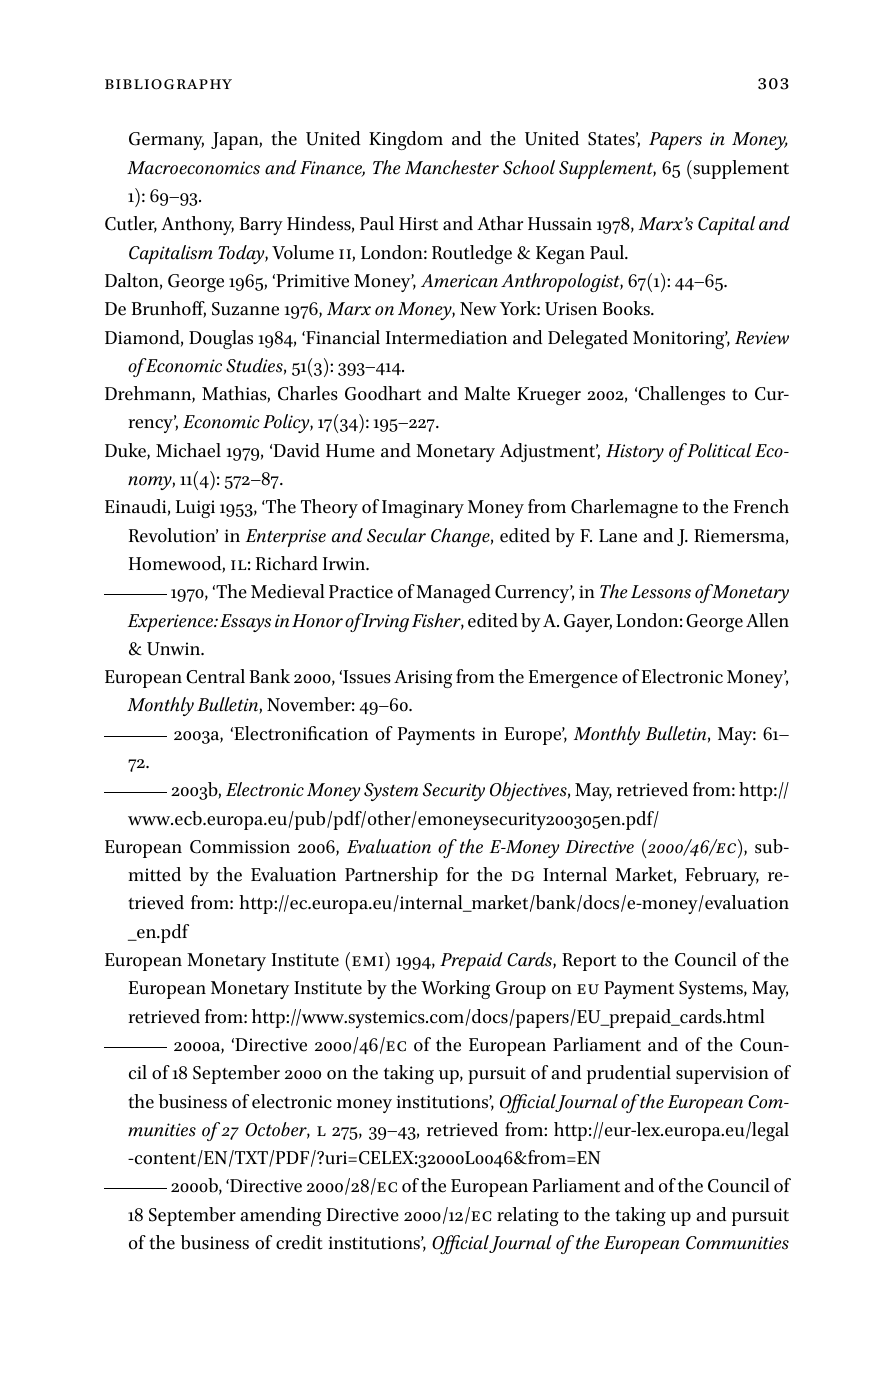 BIBLIOGRAPHY 303
Germany, Japan, the United Kingdom and the United States’, Papers in Money,
Macroeconomics and Finance, The Manchester School Supplement, 65 (supplement
1): 69–93.
Cutler, Anthony, Barry Hindess, Paul Hirst and Athar Hussain 1978, Marx’s Capital and
Capitalism Today, Volume II, London: Routledge & Kegan Paul.
Dalton, George 1965, ‘Primitive Money’, American Anthropologist, 67(1): 44–65.
De Brunhoff, Suzanne 1976, Marx on Money, New York: Urisen Books.
Diamond, Douglas 1984, ‘Financial Intermediation and Delegated Monitoring’, Review
of Economic Studies, 51(3): 393–414.
Drehmann, Mathias, Charles Goodhart and Malte Krueger 2002, ‘Challenges to Cur-
rency’, Economic Policy, 17(34): 195–227.
Duke, Michael 1979, ‘David Hume and Monetary Adjustment’, History of Political Eco-
nomy, 11(4): 572–87.
Einaudi, Luigi 1953, ‘The Theory of Imaginary Money from Charlemagne to the French
Revolution’ in Enterprise and Secular Change, edited by F. Lane and J. Riemersma,
Homewood, IL: Richard Irwin.
——— 1970, ‘The Medieval Practice of Managed Currency’, in The Lessons of Monetary
Experience: Essays in Honor of Irving Fisher, edited by A. Gayer, London: George Allen
& Unwin.
European Central Bank 2000, ‘Issues Arising from the Emergence of Electronic Money’,
Monthly Bulletin, November: 49–60.
——— 2003a, ‘Electronification of Payments in Europe’, Monthly Bulletin, May: 61–
72.
——— 2003b, Electronic Money System Security Objectives, May, retrieved from: http://
www.ecb.europa.eu/pub/pdf/other/emoneysecurity200305en.pdf/
European Commission 2006, Evaluation of the E-Money Directive (2000/46/EC), sub-
mitted by the Evaluation Partnership for the DG Internal Market, February, re-
trieved from: http://ec.europa.eu/internal_market/bank/docs/e-money/evaluation
_en.pdf
European Monetary Institute (EMI) 1994, Prepaid Cards, Report to the Council of the
European Monetary Institute by the Working Group on EU Payment Systems, May,
retrieved from: http://www.systemics.com/docs/papers/EU_prepaid_cards.html
——— 2000a, ‘Directive 2000/46/EC of the European Parliament and of the Coun-
cil of 18 September 2000 on the taking up, pursuit of and prudential supervision of
the business of electronic money institutions’, Official Journal of the European Com-
munities of 27 October, L 275, 39–43, retrieved from: http://eur-lex.europa.eu/legal
-content/EN/TXT/PDF/?uri=CELEX:32000L0046&from=EN
——— 2000b, ‘Directive 2000/28/EC of the European Parliament and of the Council of
18 September amending Directive 2000/12/EC relating to the taking up and pursuit
of the business of credit institutions’, Official Journal of the European Communities